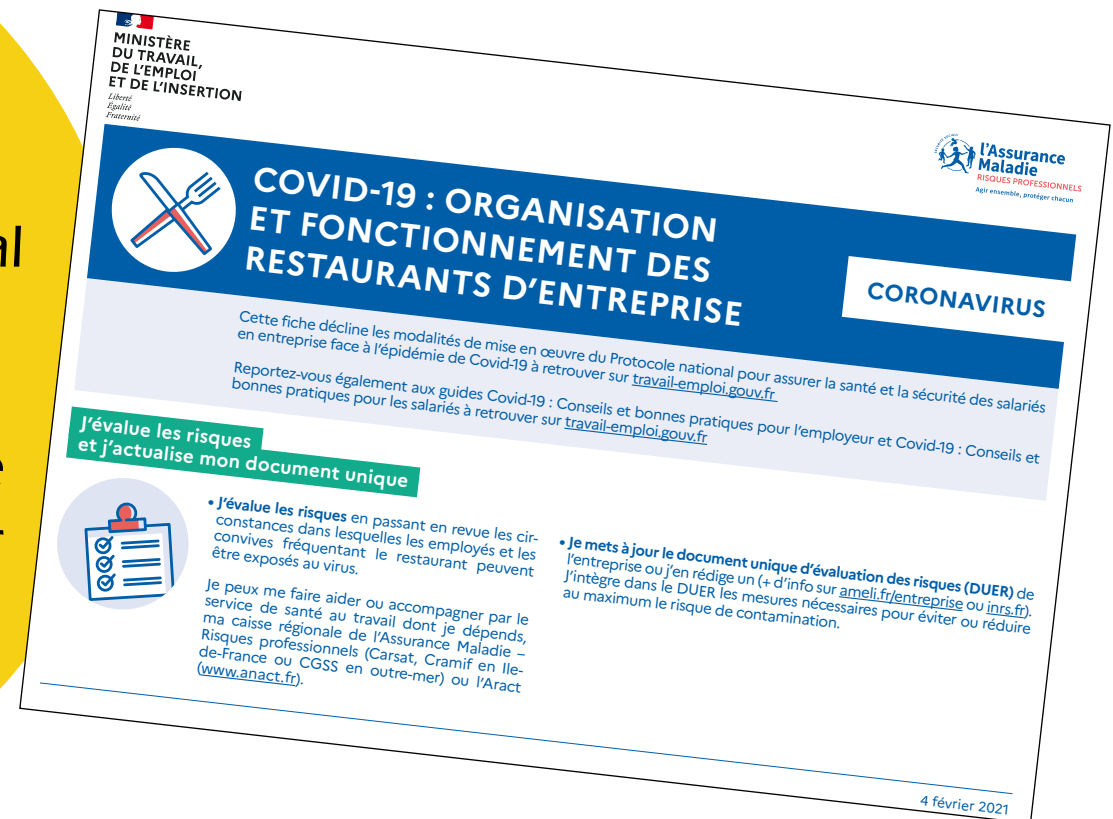 al
MINISTÈRE
DU TRAVAIL,
DE L'EMPLOI
ET DE L'INSERTION
Liberté
Égalité
Fraternité
l'Assurance
Maladie
RISQUES PROFESSIONNELS
Agir ensemble, protéger chacun
COVID-19 : ORGANISATION
ET FONCTIONNEMENT DES
RESTAURANTS D'ENTREPRISE
CORONAVIRUS
Cette fiche décline les modalités de mise en œuvre du Protocole national pour assurer la santé et la sécurité des salariés
en entreprise face à l'épidémie de Covid-19 à retrouver sur travail-emploi.gouv.fr
Reportez-vous également aux guides Covid-19 : Conseils et bonnes pratiques pour l'employeur et Covid-19 : Conseils et
bonnes pratiques pour les salariés à retrouver sur travail-emploi.gouv.fr
J'évalue les risques
et j'actualise mon document unique
• J'évalue les risques en passant en revue les cir-
constances dans lesquelles les employés et les
convives fréquentant le restaurant peuvent
être exposés au virus.
Je peux me faire aider ou accompagner par le
service de santé au travail dont je dépends,
ma caisse régionale de l'Assurance Maladie –
Risques professionnels (Carsat, Cramif en Ile-
de-France ou CGSS en outre-mer) ou l'Aract
(www.anact.fr).
• Je mets à jour le document unique d'évaluation des risques (DUER) de
l'entreprise ou j'en rédige un (+ d'info sur ameli.fr/entreprise ou inrs.fr).
J'intègre dans le DUER les mesures nécessaires pour éviter ou réduire
au maximum le risque de contamination.
4 février 2021